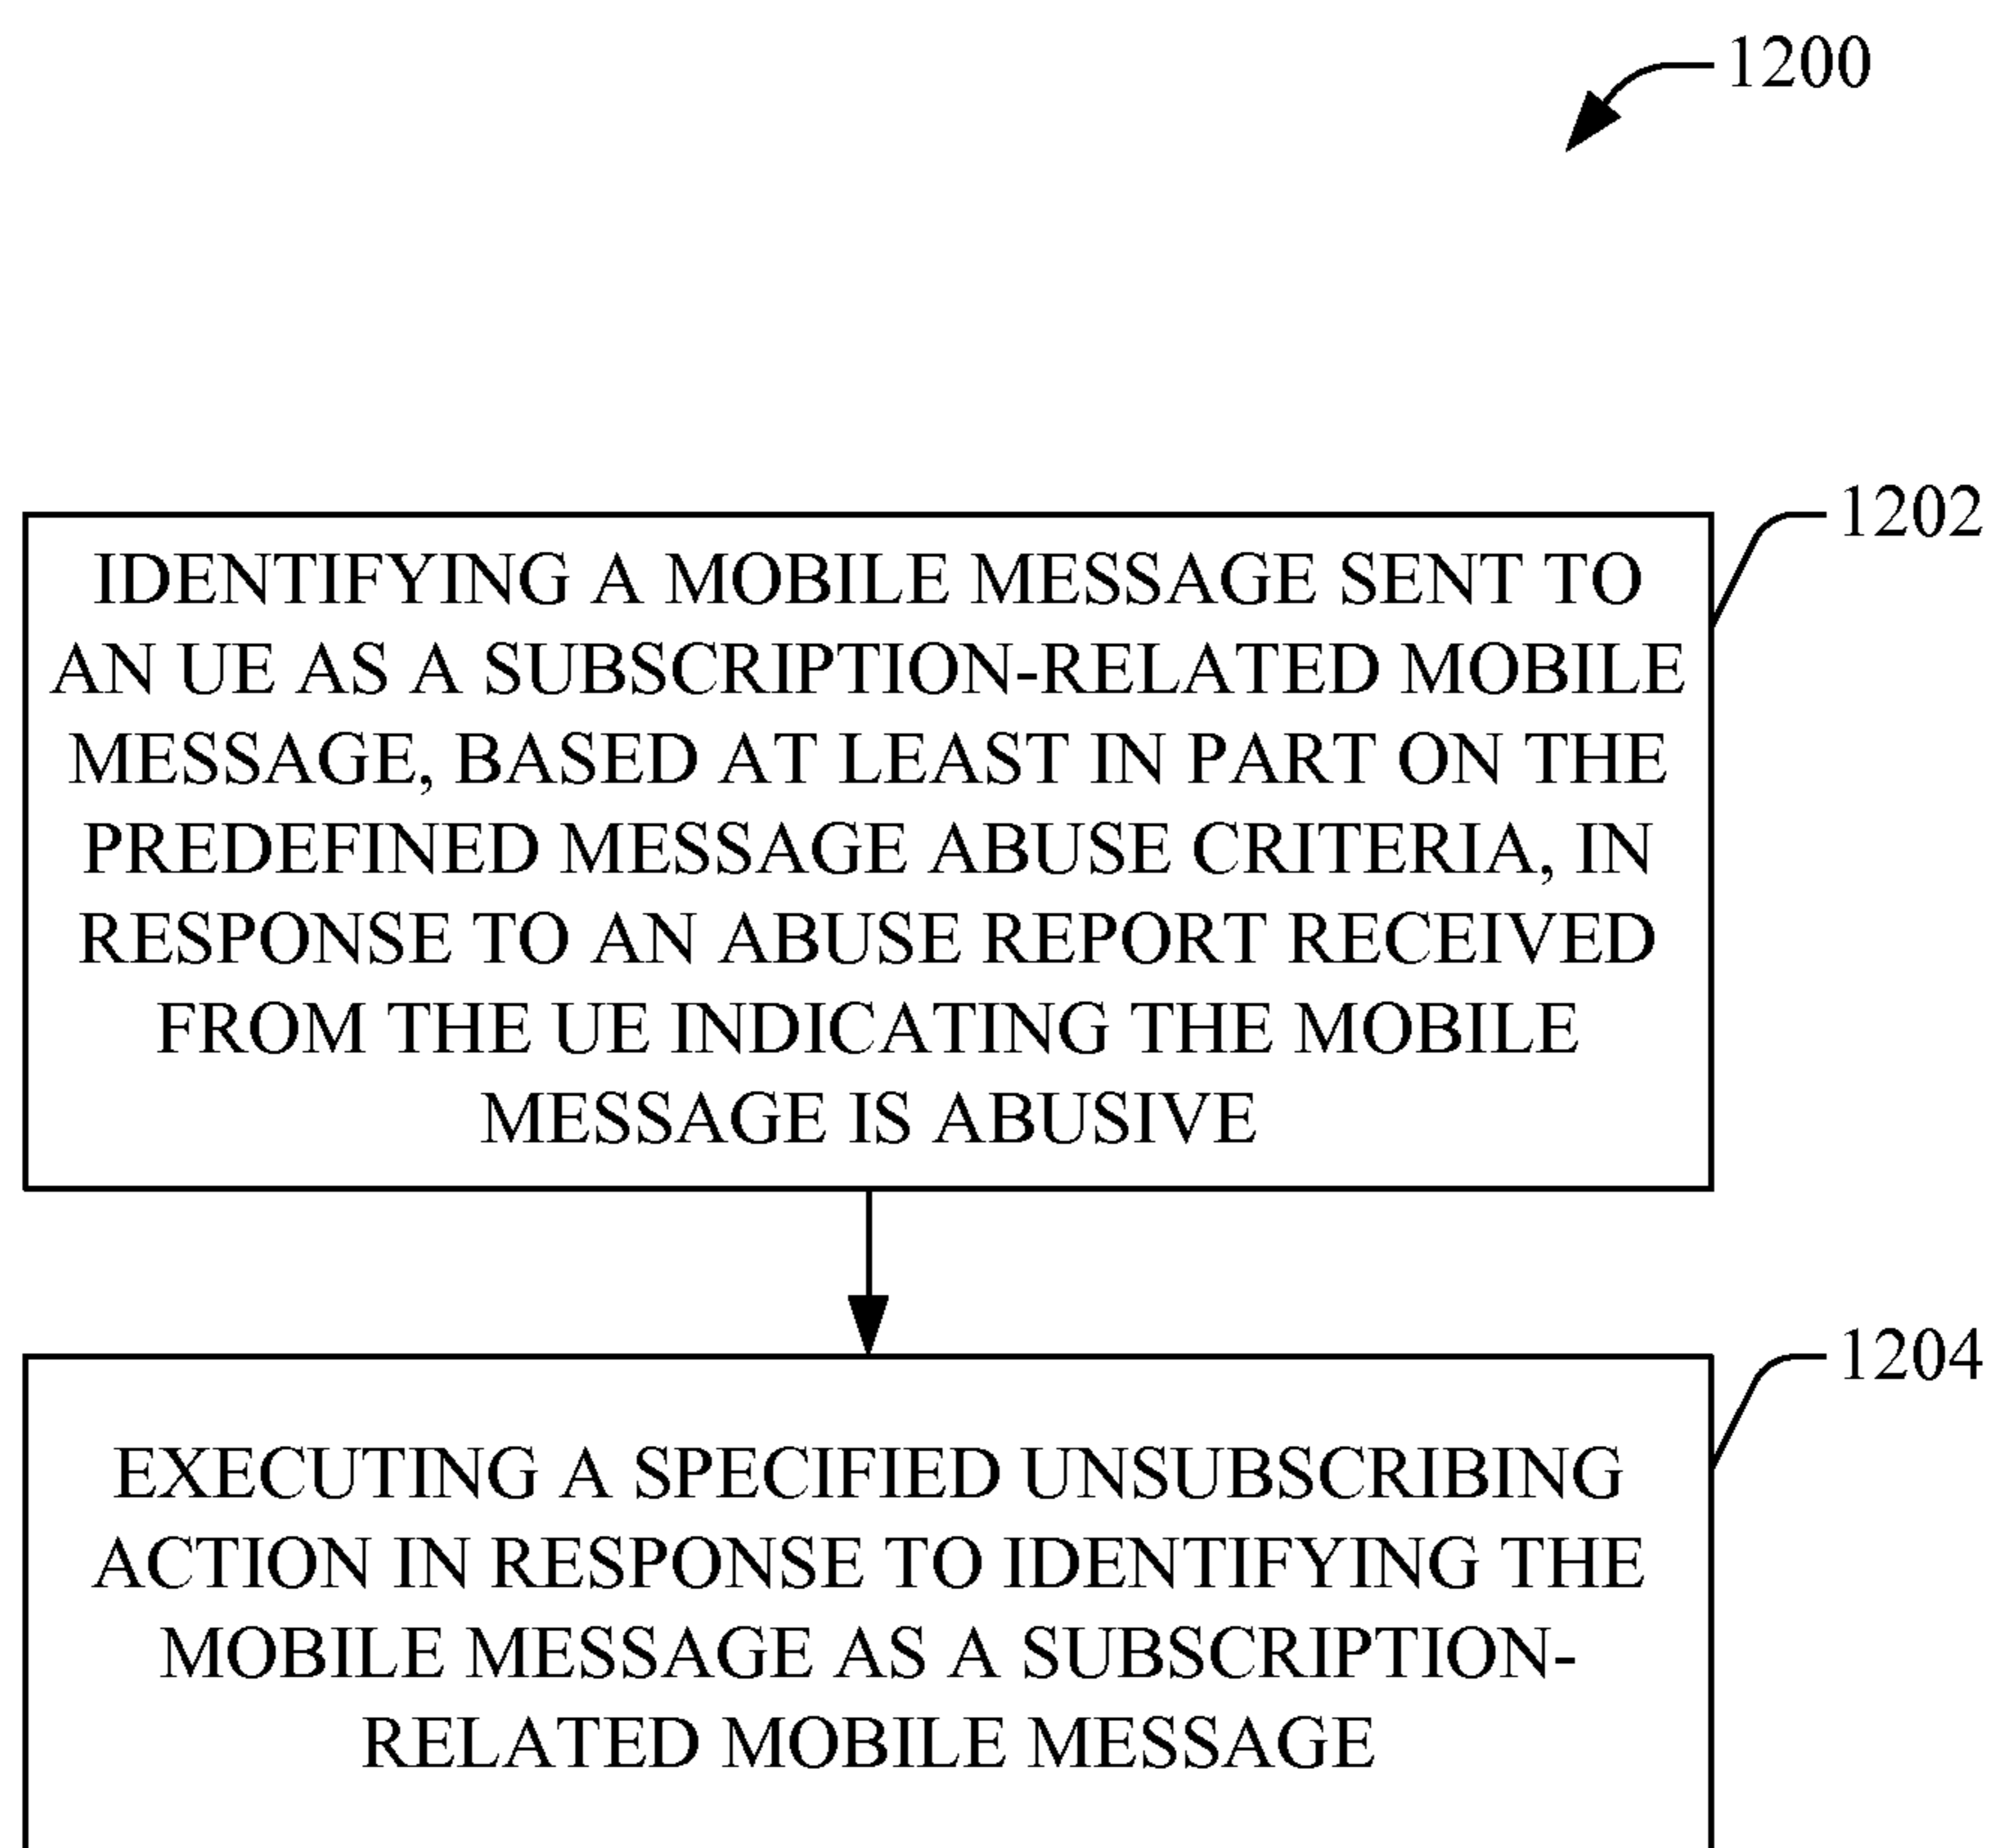 1200
1202
IDENTIFYING A MOBILE MESSAGE SENT TO
AN UE AS A SUBSCRIPTION-RELATED MOBILE
MESSAGE, BASED AT LEAST IN PART ON THE
PREDEFINED MESSAGE ABUSE CRITERIA, IN
RESPONSE TO AN ABUSE REPORT RECEIVED
FROM THE UE INDICATING THE MOBILE
MESSAGE IS ABUSIVE
1204
EXECUTING A SPECIFIED UNSUBSCRIBING
ACTION IN RESPONSE TO IDENTIFYING THE
MOBILE MESSAGE AS A SUBSCRIPTION-
RELATED MOBILE MESSAGE